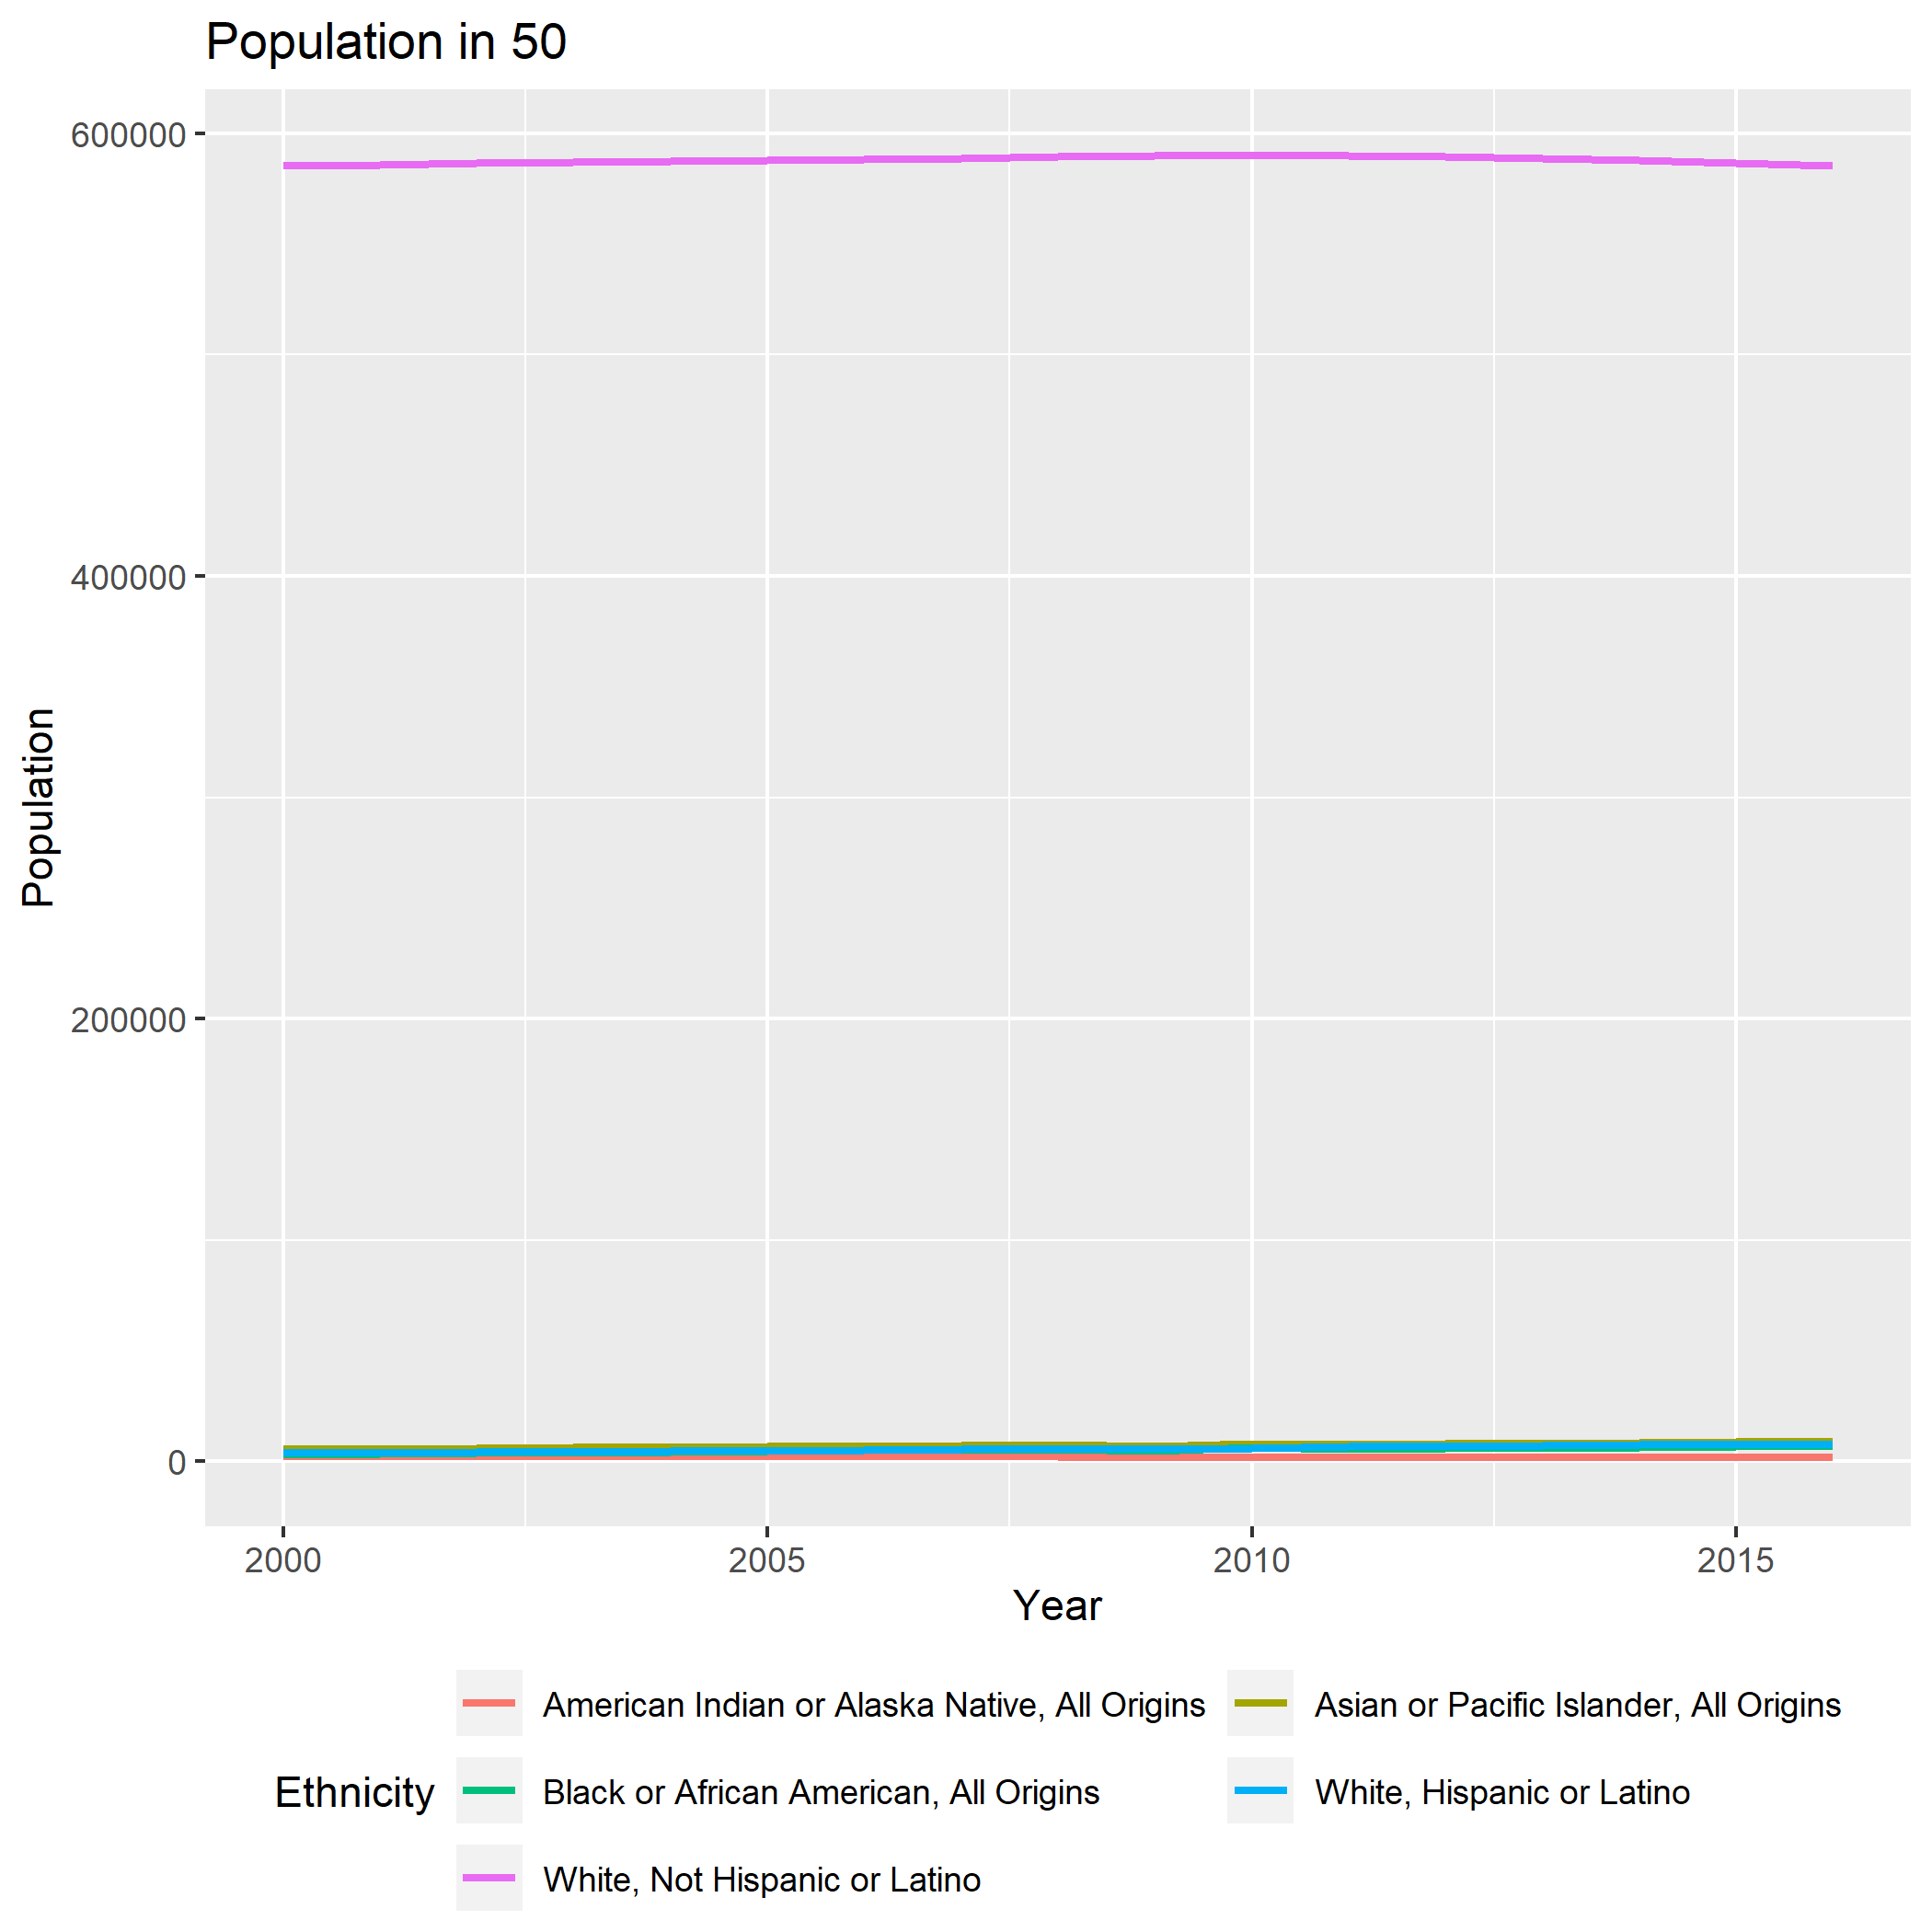 Population in 50
600000
400000
200000
0
Population
2000 2005 2010 2015
Year
Ethnicity
American Indian or Alaska Native, All Origins
Asian or Pacific Islander, All Origins
Black or African American, All Origins
White, Hispanic or Latino
White, Not Hispanic or Latino